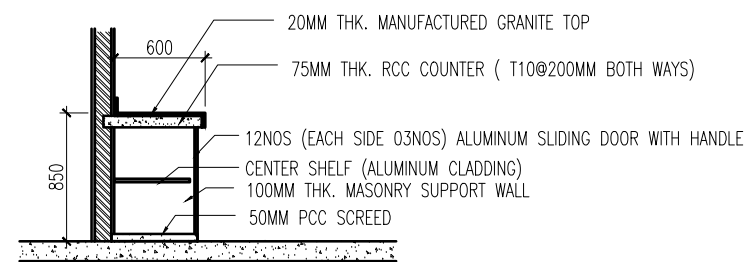 20MM THK. MANUFACTURED GRANITE TOP
600
75MM THK. RCC COUNTER ( T10@200MM BOTH WAYS)
12NOS (EACH SIDE 03NOS) ALUMINUM SLIDING DOOR WITH HANDLE
850
CENTER SHELF (ALUMINUM CLADDING)
100MM THK. MASONRY SUPPORT WALL
50MM PCC SCREED